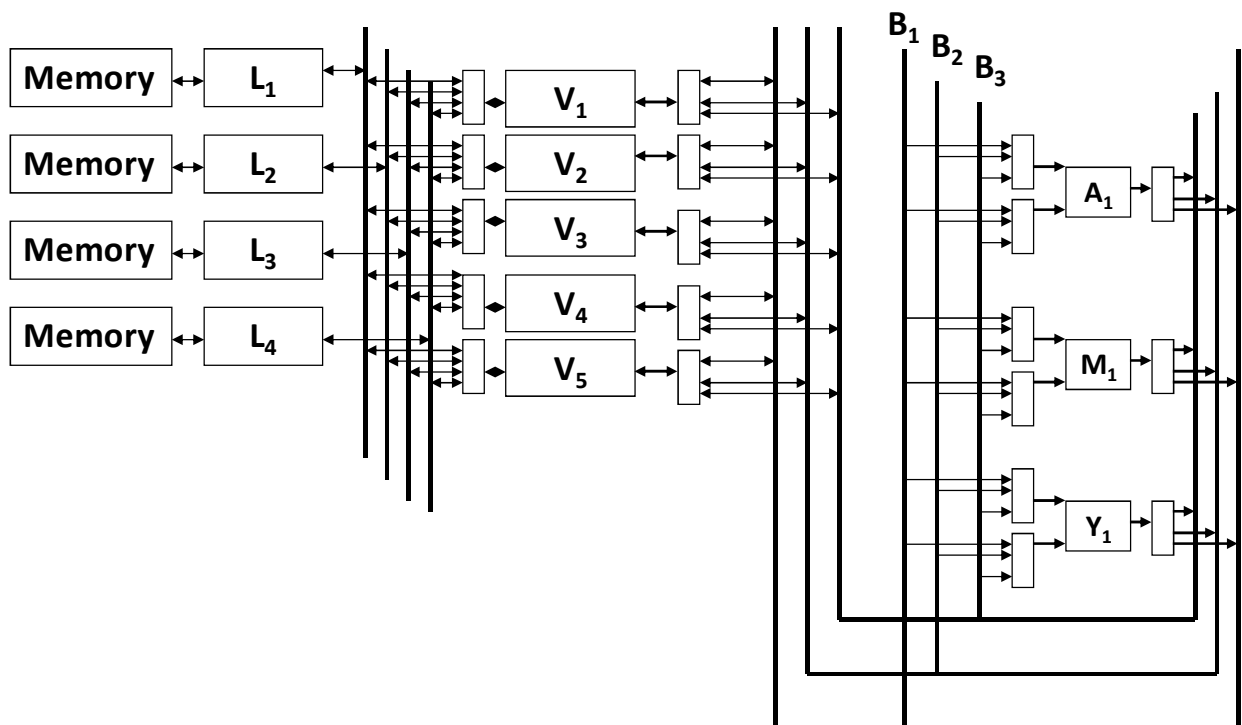 B₁
B₂
B₃
Memory L₁ V₁
Memory L₂ V₂
Memory L₃ V₃
Memory L₄ V₄
V₅
A₁
M₁
Y₁